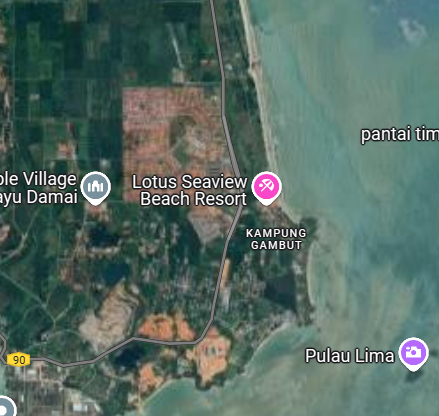 pantai tim
ple Village
ayu Damai
Lotus Seaview
Beach Resort
KAMPUNG
GAMBUT
Pulau Lima
90